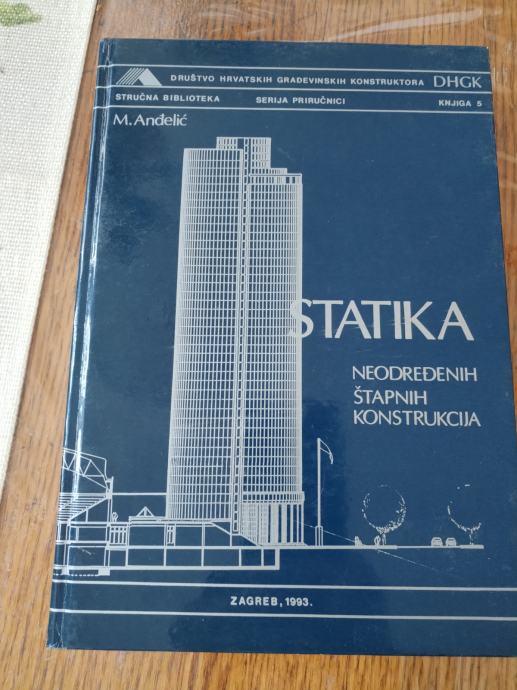 DRUŠTVO HRVATSKIH GRAĐEVINSKIH KONSTRUKTORA DHGK
STRUČNA BIBLIOTEKA SERIJA PRIRUČNICI KNJIGA 5
M. Anđelić
STATIKA
NEODREĐENIH
ŠTAPNIH
KONSTRUKCIJA
ZAGREB, 1993.